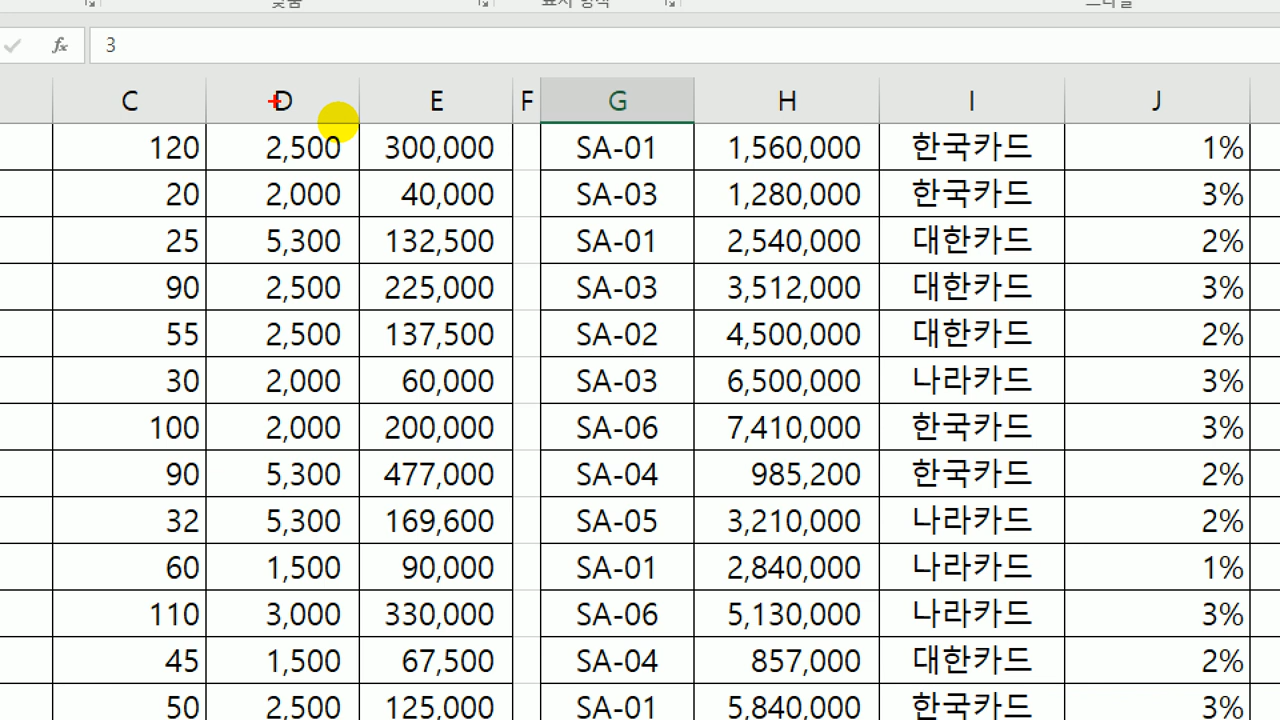 맞춤 표시 형식 스타일
fx 3
C D E F G H I J
120 2,500 300,000 SA-01 1,560,000 한국카드 1%
20 2,000 40,000 SA-03 1,280,000 한국카드 3%
25 5,300 132,500 SA-01 2,540,000 대한카드 2%
90 2,500 225,000 SA-03 3,512,000 대한카드 3%
55 2,500 137,500 SA-02 4,500,000 대한카드 2%
30 2,000 60,000 SA-03 6,500,000 나라카드 3%
100 2,000 200,000 SA-06 7,410,000 한국카드 3%
90 5,300 477,000 SA-04 985,200 한국카드 2%
32 5,300 169,600 SA-05 3,210,000 나라카드 2%
60 1,500 90,000 SA-01 2,840,000 나라카드 1%
110 3,000 330,000 SA-06 5,130,000 나라카드 3%
45 1,500 67,500 SA-04 857,000 대한카드 2%
50 2,500 125,000 SA-01 5,840,000 한국카드 3%